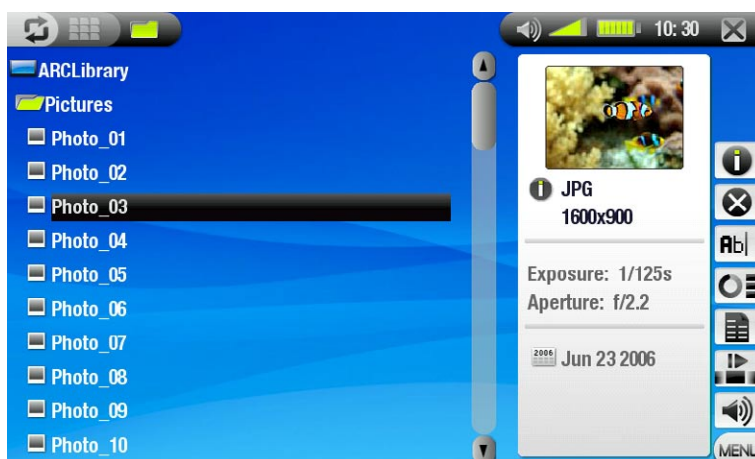 10:30
ARCLibrary
Pictures
Photo_01
Photo_02
Photo_03
Photo_04
Photo_05
Photo_06
Photo_07
Photo_08
Photo_09
Photo_10
JPG
1600x900
Exposure: 1/125s
Aperture: f/2.2
2006 Jun 23 2006
Ab|
MENU